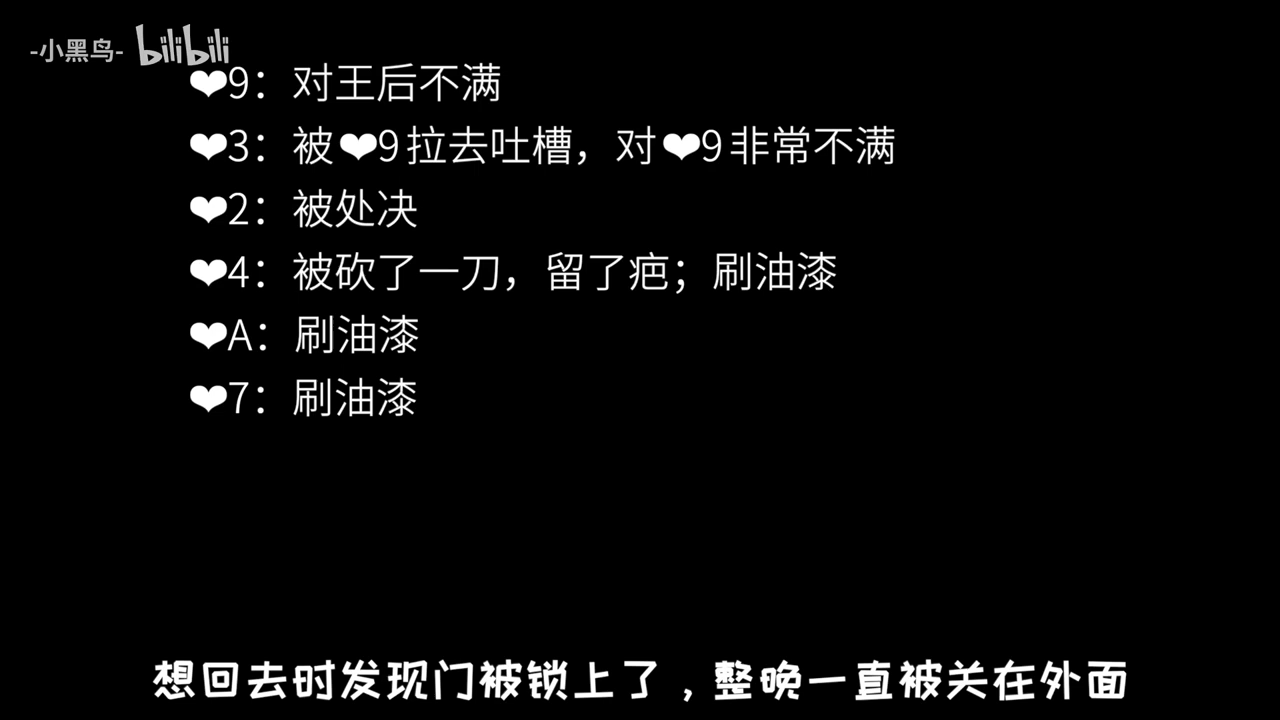 -小黑鸟- bilibili
❤9：对王后不满
❤3：被❤9拉去吐槽，对❤9非常不满
❤2：被处决
❤4：被砍了一刀，留了疤；刷油漆
❤A：刷油漆
❤7：刷油漆
想回去时发现门被锁上了，整晚一直被关在外面